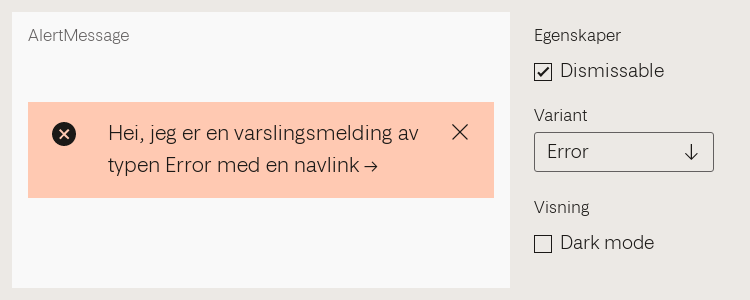 AlertMessage
Hei, jeg er en varslingsmelding av
typen Error med en navlink →
Egenskaper
Dismissable
Variant
Error
Visning
Dark mode